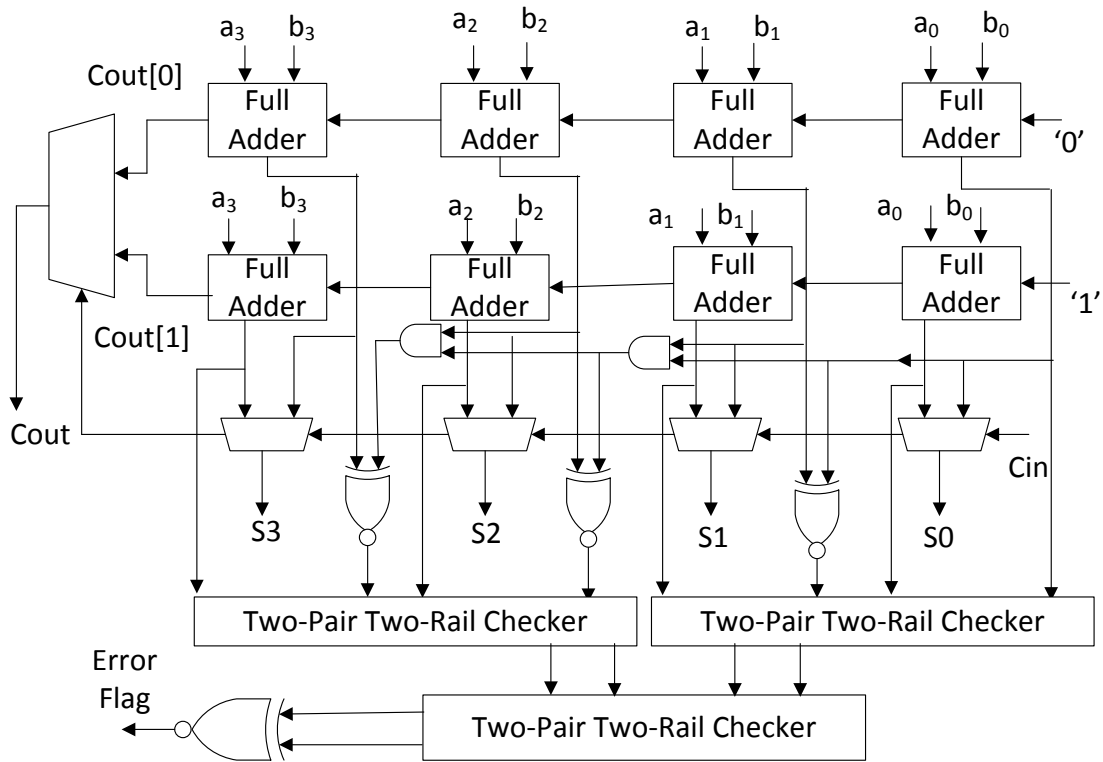 a₃ b₃ a₂ b₂ a₁ b₁ a₀ b₀
Cout[0]
Full Adder
Full Adder
Full Adder
Full Adder
‘0’
a₃ b₃ a₂ b₂ a₁ b₁ a₀ b₀
Full Adder
Full Adder
Full Adder
Full Adder
‘1’
Cout[1]
Cout
Cin
S3 S2 S1 S0
Two-Pair Two-Rail Checker
Two-Pair Two-Rail Checker
Error
Flag
Two-Pair Two-Rail Checker